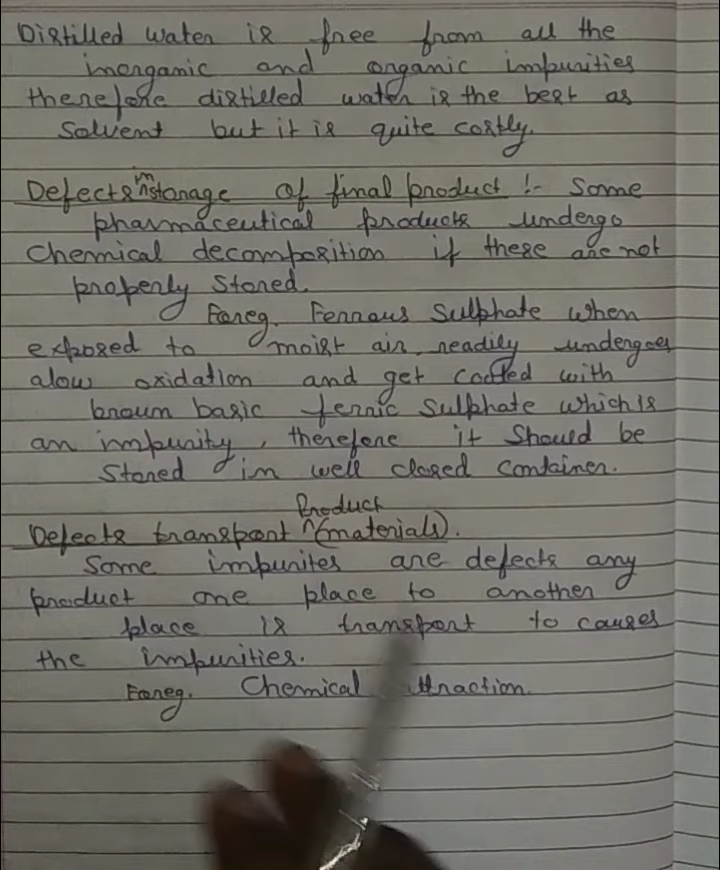 Distilled water is free from all the
inorganic and organic impurities
therefore distilled water is the best as
Solvent but it is quite costly.
Defects in storage of final product :- Some
pharmaceutical products undergo
Chemical decomposition if these are not
properly Stored.
Foreg. Ferrous Sulphate when
exposed to moist air readily undergoes
alow oxidation and get coated with
broun basic ferric Sulphate which is
an impurity, therefore it Should be
Stored in well closed container.
Product
Defects transport ^(materials).
Some impurites are defects any
product one place to another
place is transport to causes
the impurities.
Foreg. Chemical